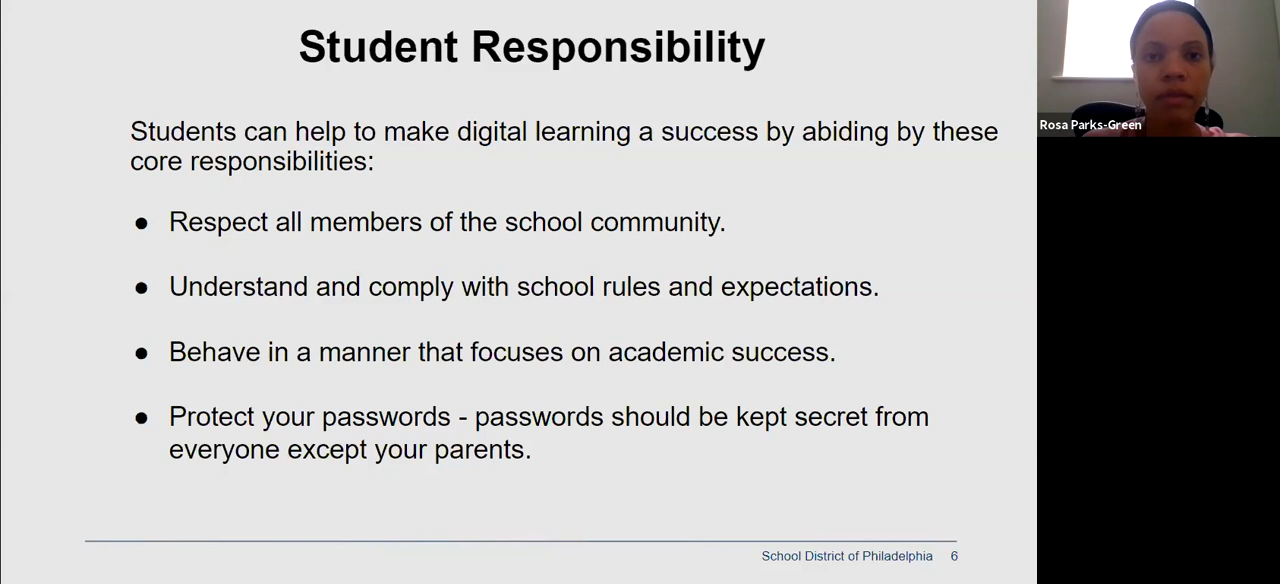 Student Responsibility
Students can help to make digital learning a success by abiding by these
core responsibilities:
● Respect all members of the school community.
● Understand and comply with school rules and expectations.
● Behave in a manner that focuses on academic success.
● Protect your passwords - passwords should be kept secret from
everyone except your parents.
School District of Philadelphia 6
Rosa Parks-Green